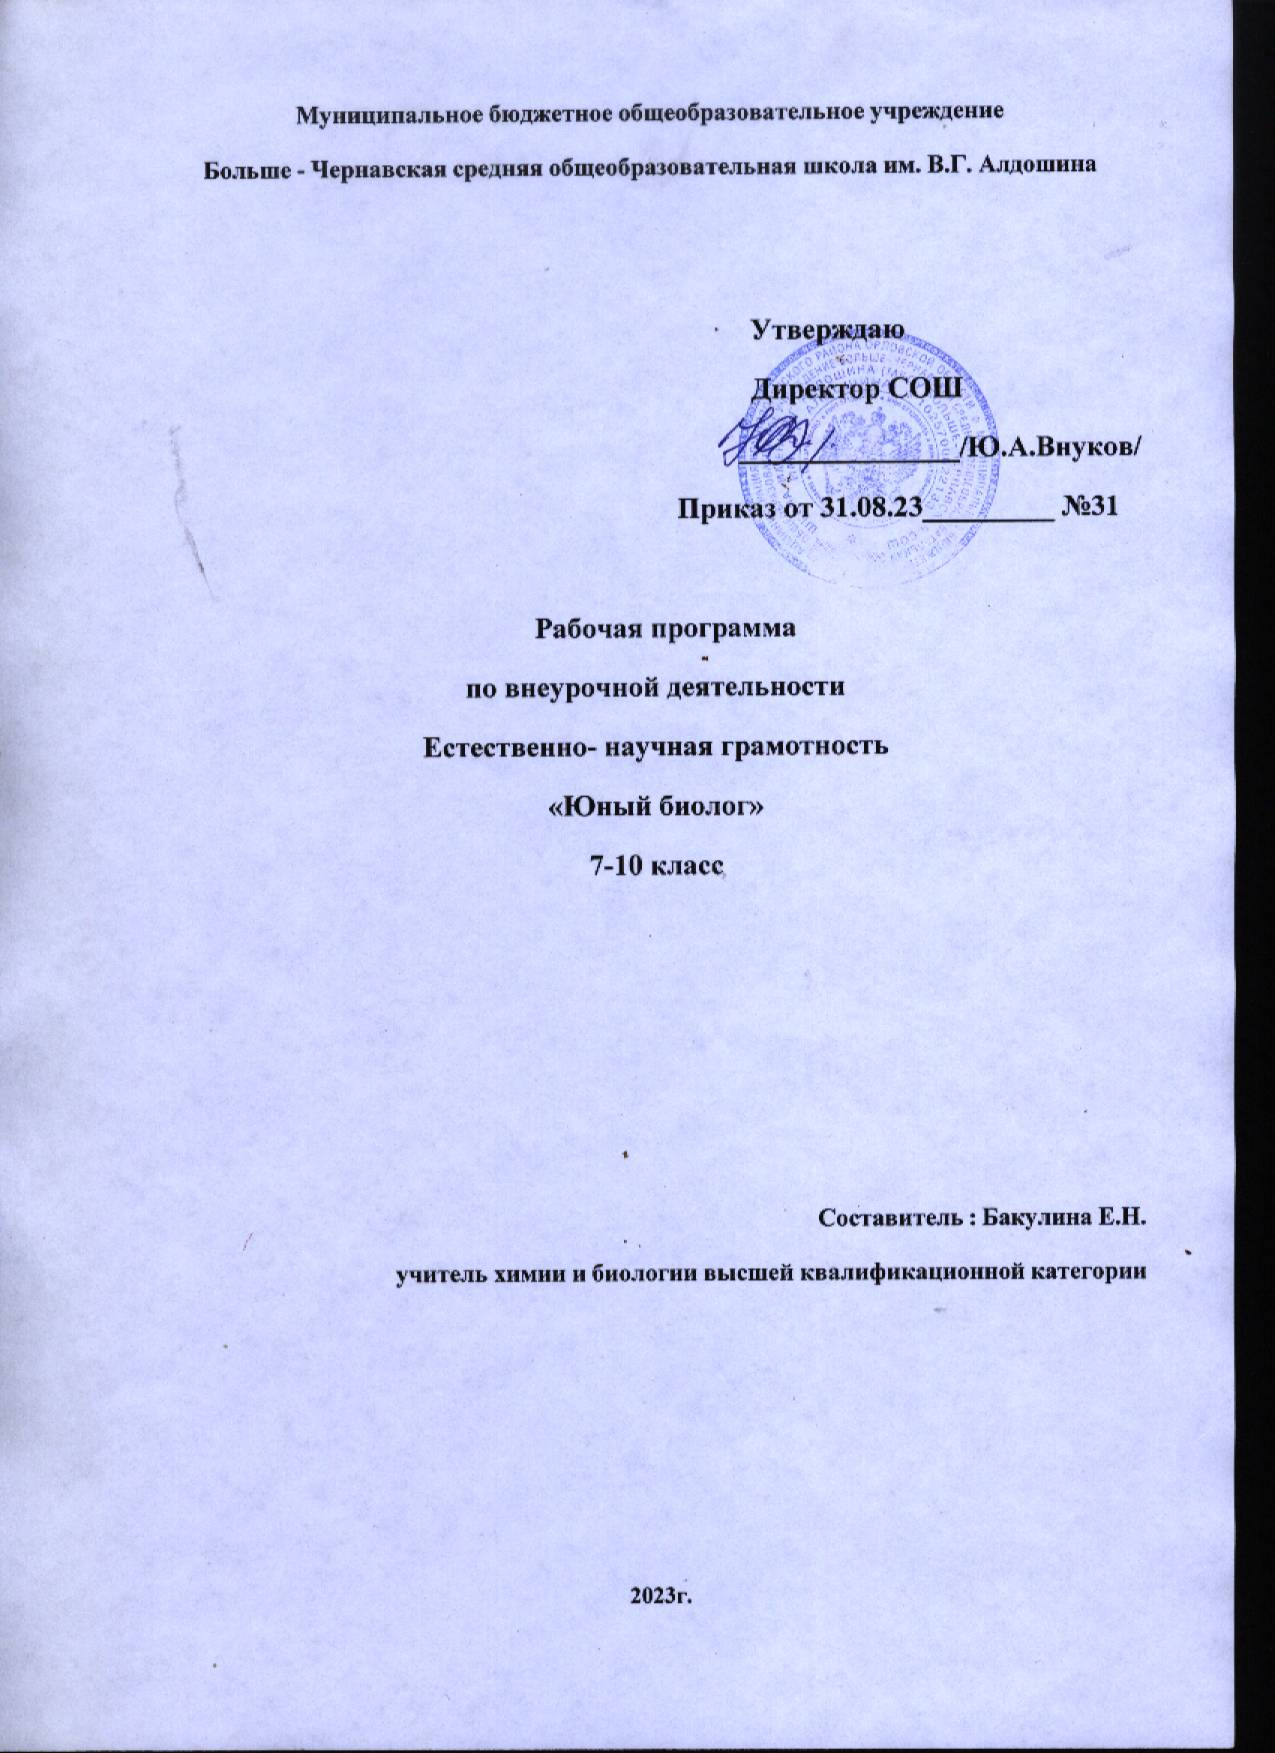 Муниципальное бюджетное общеобразовательное учреждение
Больше - Чернавская средняя общеобразовательная школа им. В.Г. Алдошина
Утверждаю
Директор СОШ
________________/Ю.А.Внуков/
Приказ от 31.08.23__________ №31
Рабочая программа
по внеурочной деятельности
Естественно- научная грамотность
«Юный биолог»
7-10 класс
Составитель : Бакулина Е.Н.
учитель химии и биологии высшей квалификационной категории
2023г.